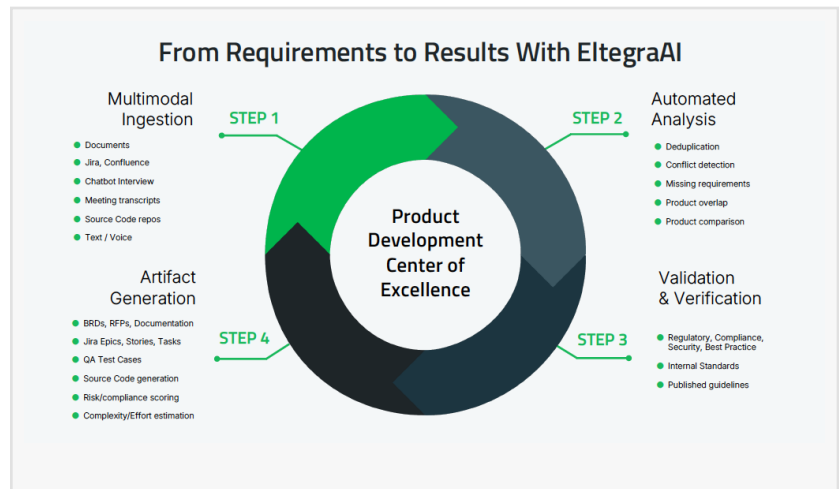 From Requirements to Results With EltegraAI
Multimodal
Ingestion
STEP 1
Documents
Jira, Confluence
Chatbot Interview
Meeting transcripts
Source Code repos
Text / Voice
STEP 2
Automated
Analysis
Deduplication
Conflict detection
Missing requirements
Product overlap
Product comparison
Product
Development
Center of
Excellence
STEP 3
Validation
& Verification
Regulatory, Compliance,
Security, Best Practice
Internal Standards
Published guidelines
Artifact
Generation
STEP 4
BRDs, RFPs, Documentation
Jira Epics, Stories, Tasks
QA Test Cases
Source Code generation
Risk/compliance scoring
Complexity/Effort estimation